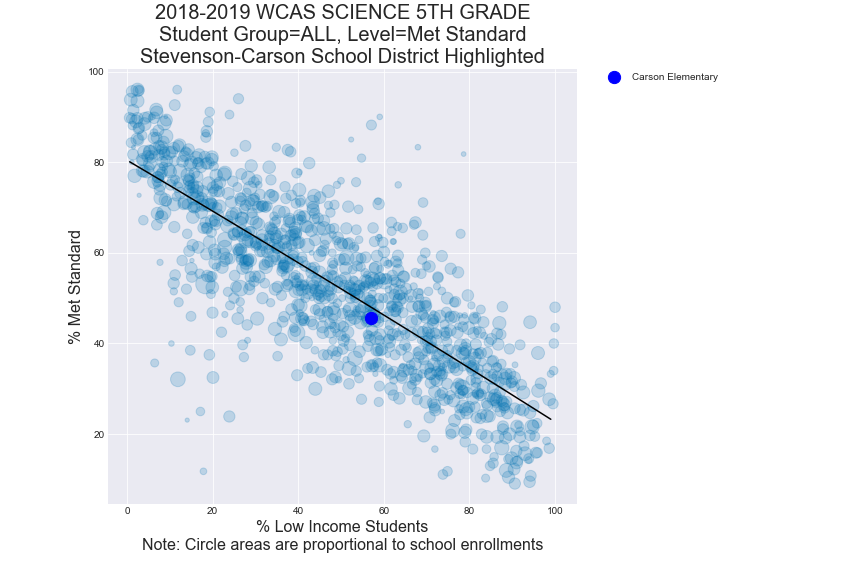 2018-2019 WCAS SCIENCE 5TH GRADE
Student Group=ALL, Level=Met Standard
Stevenson-Carson School District Highlighted
Carson Elementary
% Met Standard
100
80
60
40
20
0
20
40
60
80
100
% Low Income Students
Note: Circle areas are proportional to school enrollments